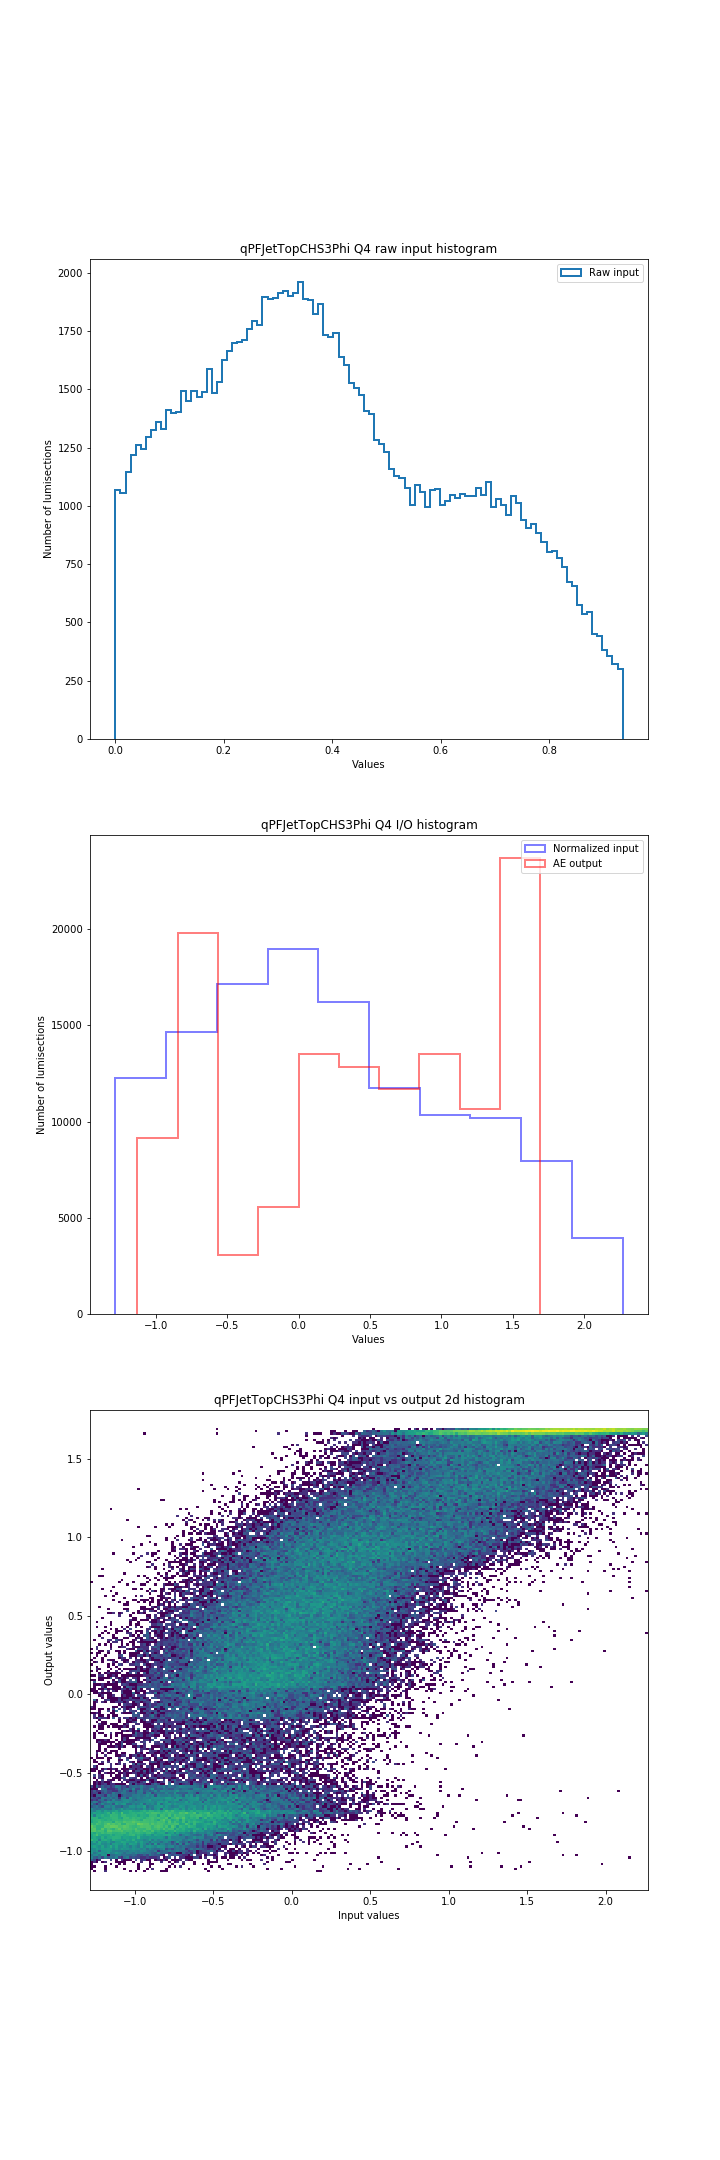 qPFJetTopCHS3Phi Q4 raw input histogram
Raw input
2000
1750
1500
1250
1000
750
500
250
0
Number of lumisections
0.0 0.2 0.4 0.6 0.8
Values
qPFJetTopCHS3Phi Q4 I/O histogram
Normalized input
AE output
20000
15000
10000
5000
0
Number of lumisections
−1.0 −0.5 0.0 0.5 1.0 1.5 2.0
Values
qPFJetTopCHS3Phi Q4 input vs output 2d histogram
1.5
1.0
0.5
0.0
−0.5
−1.0
Output values
−1.0 −0.5 0.0 0.5 1.0 1.5 2.0
Input values